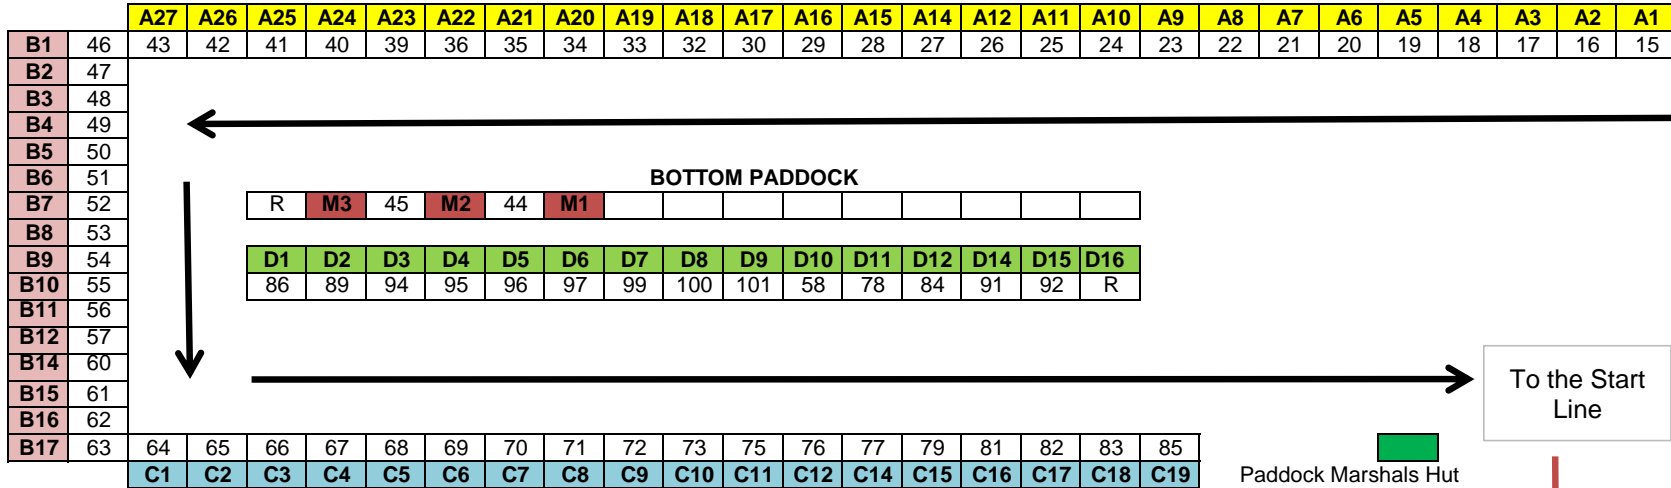 A27 A26 A25 A24 A23 A22 A21 A20 A19 A18 A17 A16 A15 A14 A12 A11 A10 A9 A8 A7 A6 A5 A4 A3 A2 A1
B1 46 43 42 41 40 39 36 35 34 33 32 30 29 28 27 26 25 24 23 22 21 20 19 18 17 16 15
B2 47
B3 48
B4 49
B5 50
B6 51 BOTTOM PADDOCK
B7 52 R M3 45 M2 44 M1
B8 53
B9 54 D1 D2 D3 D4 D5 D6 D7 D8 D9 D10 D11 D12 D14 D15 D16
B10 55 86 89 94 95 96 97 99 100 101 58 78 84 91 92 R
B11 56
B12 57
B14 60
B15 61 To the Start
B16 62 Line
B17 63 64 65 66 67 68 69 70 71 72 73 75 76 77 79 81 82 83 85
C1 C2 C3 C4 C5 C6 C7 C8 C9 C10 C11 C12 C14 C15 C16 C17 C18 C19 Paddock Marshals Hut